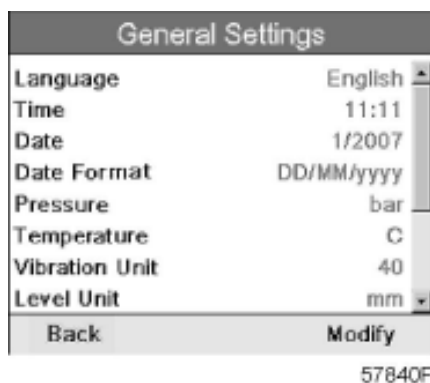 General Settings
Language English
Time 11:11
Date 1/2007
Date Format DD/MM/yyyy
Pressure bar
Temperature C
Vibration Unit 40
Level Unit mm
Back Modify
57840F